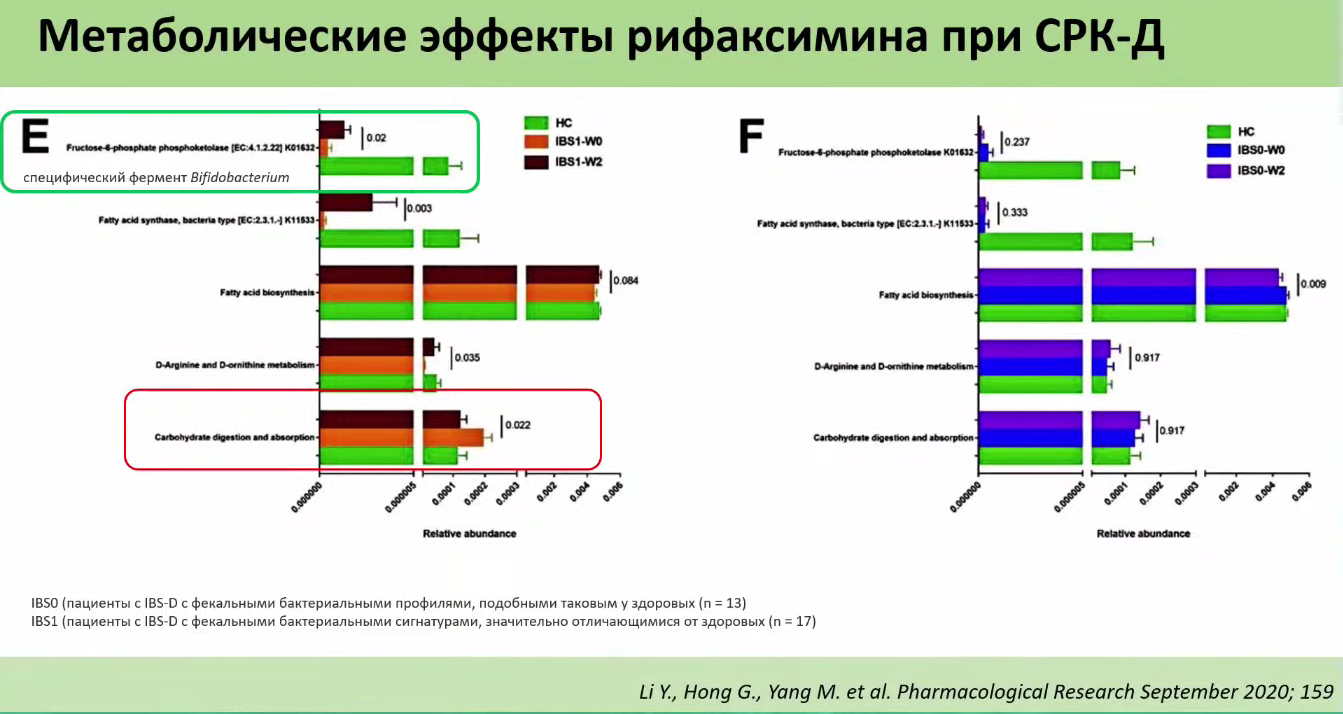 Метаболические эффекты рифаксимина при СРК-Д
E
Fructose-6-phosphate phosphoketolase [EC:4.1.2.22] K01632
специфический фермент Bifidobacterium
0.02
Fatty acid synthase, bacteria type [EC:2.3.1.-] K11533
0.003
Fatty acid biosynthesis
0.084
D-Arginine and D-ornithine metabolism
0.035
Carbohydrate digestion and absorption
0.022
HC
IBS1-W0
IBS1-W2
0.000000
0.000005
0.0001
0.0002
0.0003
0.002
0.004
0.006
Relative abundance
F
Fructose-6-phosphate phosphoketolase K01632
0.237
Fatty acid synthase, bacteria type [EC:2.3.1.-] K11533
0.333
Fatty acid biosynthesis
0.009
D-Arginine and D-ornithine metabolism
0.917
Carbohydrate digestion and absorption
0.917
HC
IBS0-W0
IBS0-W2
0.000000
0.000005
0.0001
0.0002
0.0003
0.002
0.004
0.006
Relative abundance
IBS0 (пациенты с IBS-D с фекальными бактериальными профилями, подобными таковым у здоровых (n = 13)
IBS1 (пациенты с IBS-D с фекальными бактериальными сигнатурами, значительно отличающимися от здоровых (n = 17)
Li Y., Hong G., Yang M. et al. Pharmacological Research September 2020; 159